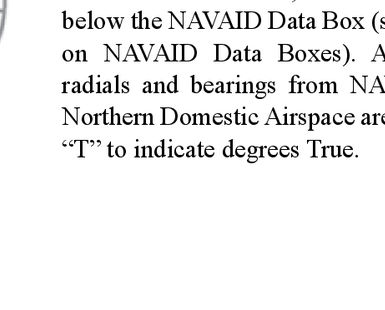 below the NAVAID Data Box (s
on NAVAID Data Boxes). A
radials and bearings from NA
Northern Domestic Airspace are
“T” to indicate degrees True.